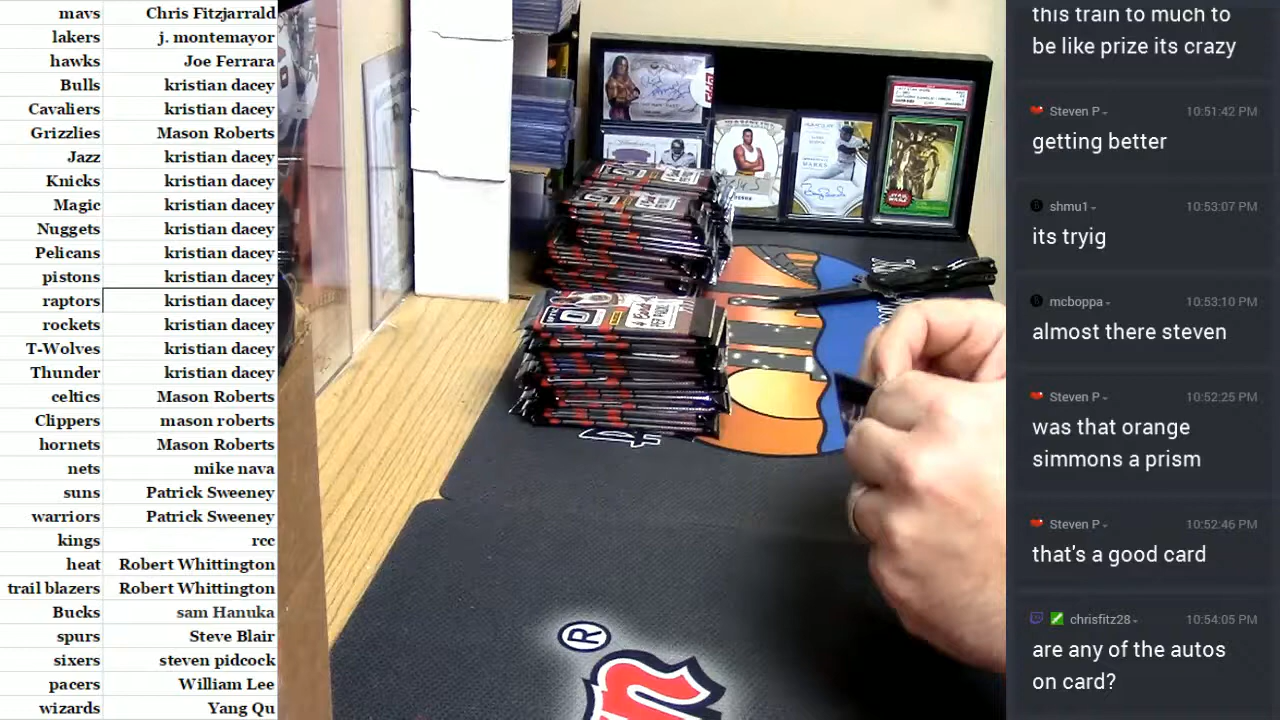 mavs Chris Fitzjarrald
lakers j. montemayor
hawks Joe Ferrara
Bulls kristian dacey
Cavaliers kristian dacey
Grizzlies Mason Roberts
Jazz kristian dacey
Knicks kristian dacey
Magic kristian dacey
Nuggets kristian dacey
Pelicans kristian dacey
pistons kristian dacey
raptors kristian dacey
rockets kristian dacey
T-Wolves kristian dacey
Thunder kristian dacey
celtics Mason Roberts
Clippers mason roberts
hornets Mason Roberts
nets mike nava
suns Patrick Sweeney
warriors Patrick Sweeney
kings rcc
heat Robert Whittington
trail blazers Robert Whittington
Bucks sam Hanuka
spurs Steve Blair
sixers steven pidcock
pacers William Lee
wizards Yang Qu
STAR WARS
4 Cards
PER PACK
®
this train to much to
be like prize its crazy
Steven P 10:51:42 PM
getting better
shmu1 10:53:07 PM
its tryig
mcboppa 10:53:10 PM
almost there steven
Steven P 10:52:25 PM
was that orange
simmons a prism
Steven P 10:52:46 PM
that's a good card
chrisfitz28 10:54:05 PM
are any of the autos
on card?